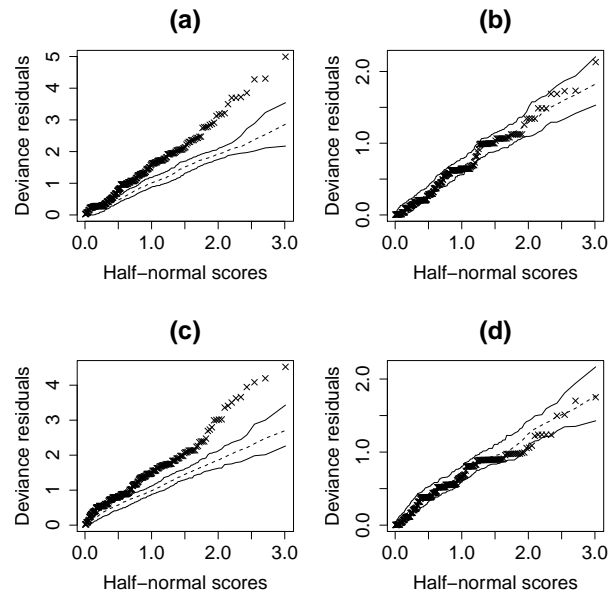 (a)
Deviance residuals
0 1 2 3 4 5
0.0 1.0 2.0 3.0
Half−normal scores
(b)
Deviance residuals
0.0 1.0 2.0
0.0 1.0 2.0 3.0
Half−normal scores
(c)
Deviance residuals
0 1 2 3 4
0.0 1.0 2.0 3.0
Half−normal scores
(d)
Deviance residuals
0.0 1.0 2.0
0.0 1.0 2.0 3.0
Half−normal scores